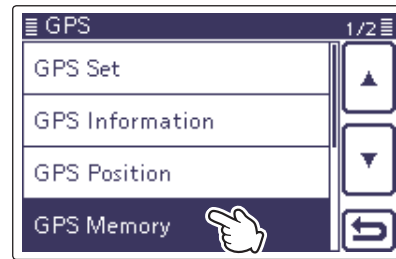 GPS 1/2
GPS Set
GPS Information
GPS Position
GPS Memory